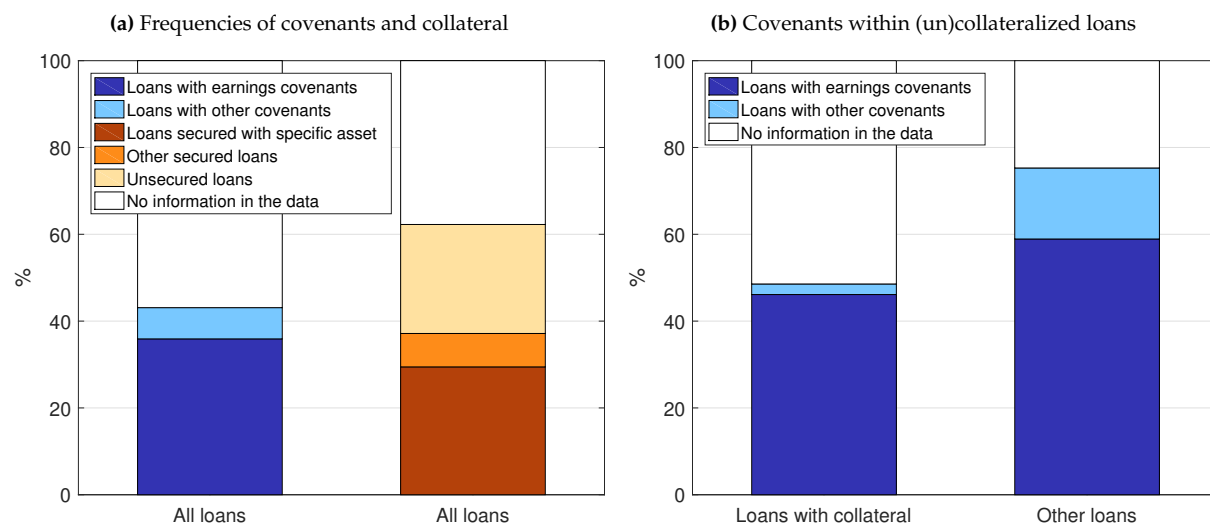 (a) Frequencies of covenants and collateral
100
80
60
40
20
0
%
Loans with earnings covenants
Loans with other covenants
Loans secured with specific asset
Other secured loans
Unsecured loans
No information in the data
All loans
All loans
(b) Covenants within (un)collateralized loans
100
80
60
40
20
0
%
Loans with earnings covenants
Loans with other covenants
No information in the data
Loans with collateral
Other loans